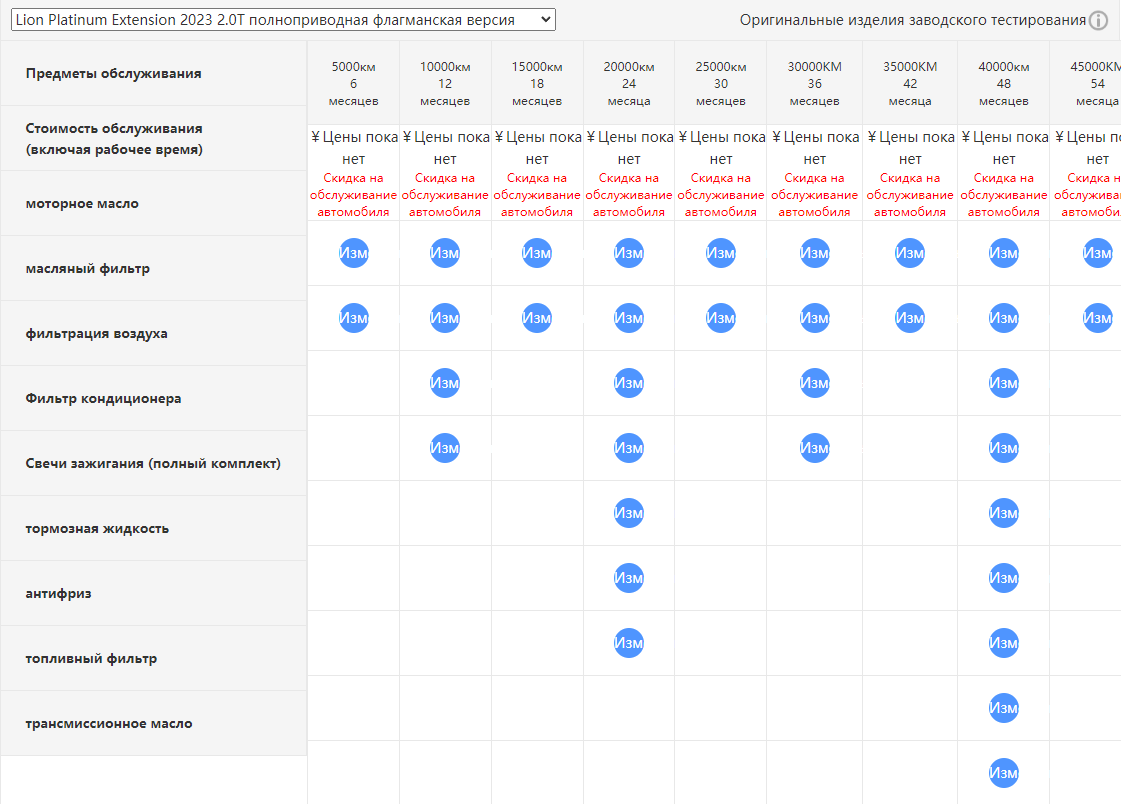 Lion Platinum Extension 2023 2.0T полноприводная флагманская версия
Оригинальные изделия заводского тестирования
Предметы обслуживания
5000км
6
месяцев
10000км
12
месяцев
15000км
18
месяцев
20000км
24
месяца
25000км
30
месяцев
30000КМ
36
месяцев
35000КМ
42
месяца
40000км
48
месяцев
45000КМ
54
месяца
Стоимость обслуживания
(включая рабочее время)
¥ Цены пока
нет
Скидка на
обслуживание
автомобиля
¥ Цены пока
нет
Скидка на
обслуживание
автомобиля
¥ Цены пока
нет
Скидка на
обслуживание
автомобиля
¥ Цены пока
нет
Скидка на
обслуживание
автомобиля
¥ Цены пока
нет
Скидка на
обслуживание
автомобиля
¥ Цены пока
нет
Скидка на
обслуживание
автомобиля
¥ Цены пока
нет
Скидка на
обслуживание
автомобиля
¥ Цены пока
нет
Скидка на
обслуживание
автомобиля
¥ Цены по
нет
Скидка н
обслужива
автомоби
моторное масло
Изм Изм Изм Изм Изм Изм Изм Изм Изм
масляный фильтр
Изм Изм Изм Изм Изм Изм Изм Изм Изм
фильтрация воздуха
Изм Изм Изм Изм
Фильтр кондиционера
Изм Изм Изм Изм
Свечи зажигания (полный комплект)
Изм Изм
тормозная жидкость
Изм Изм
антифриз
Изм Изм
топливный фильтр
Изм
трансмиссионное масло
Изм